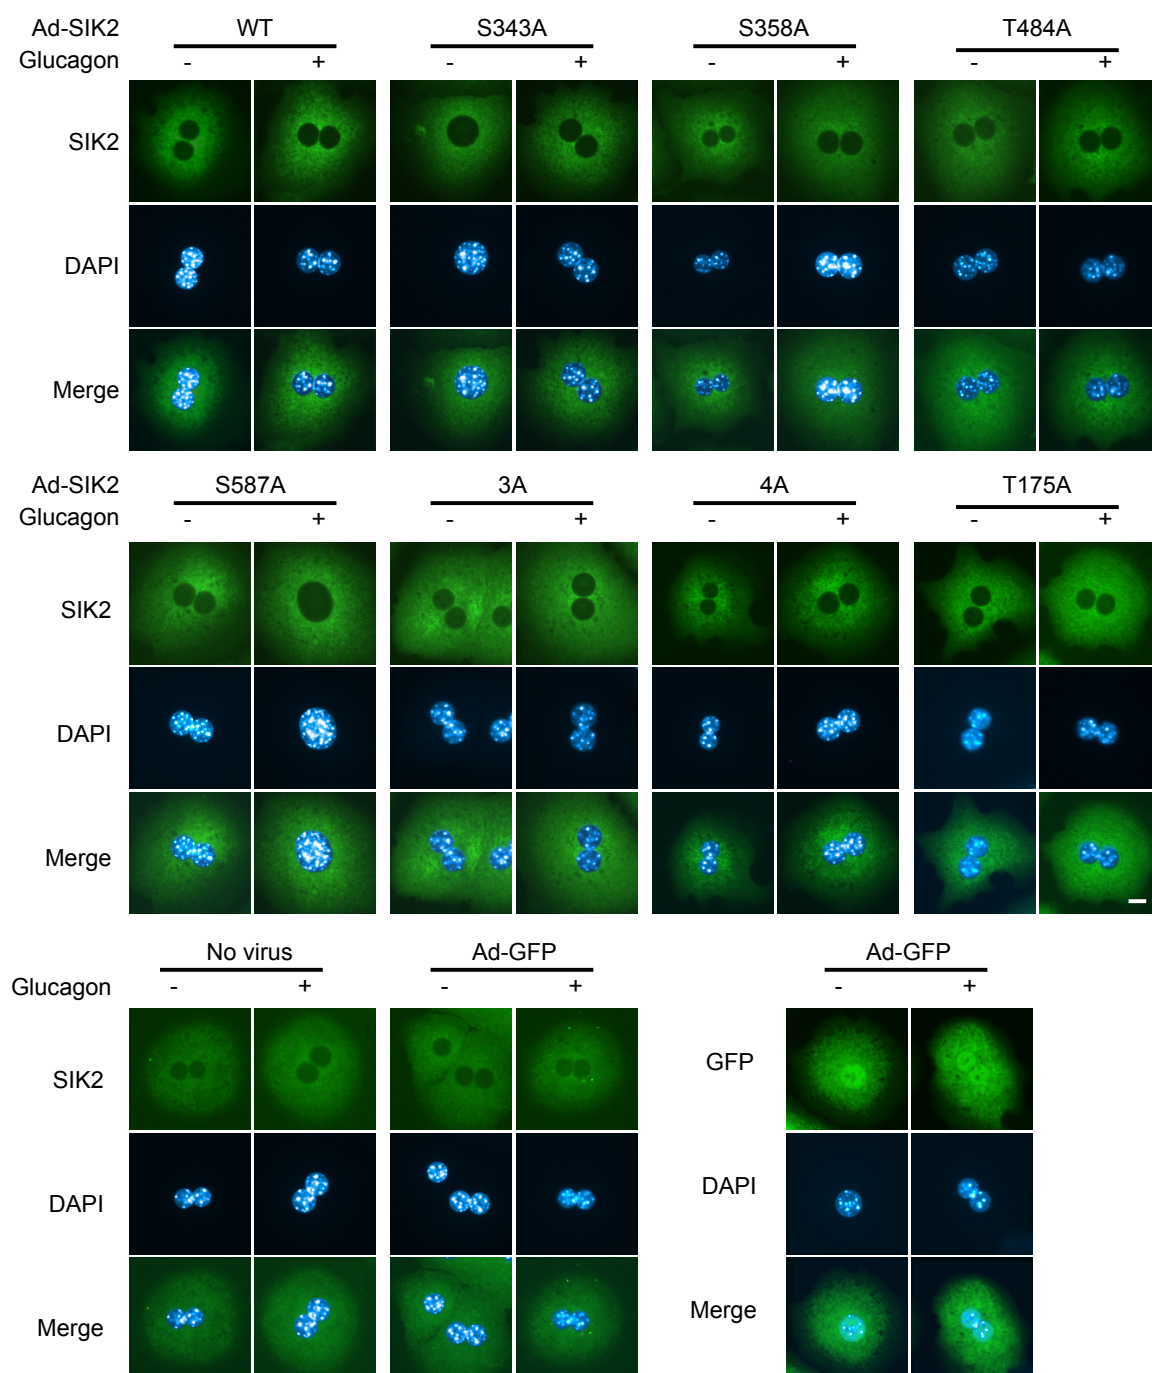 Ad-SIK2 WT S343A S358A T484A
Glucagon - + - + - + - +
SIK2
DAPI
Merge
Ad-SIK2 S587A 3A 4A T175A
Glucagon - + - + - + - +
SIK2
DAPI
Merge
No virus Ad-GFP Ad-GFP
Glucagon - + - + - +
SIK2 GFP
DAPI DAPI
Merge Merge